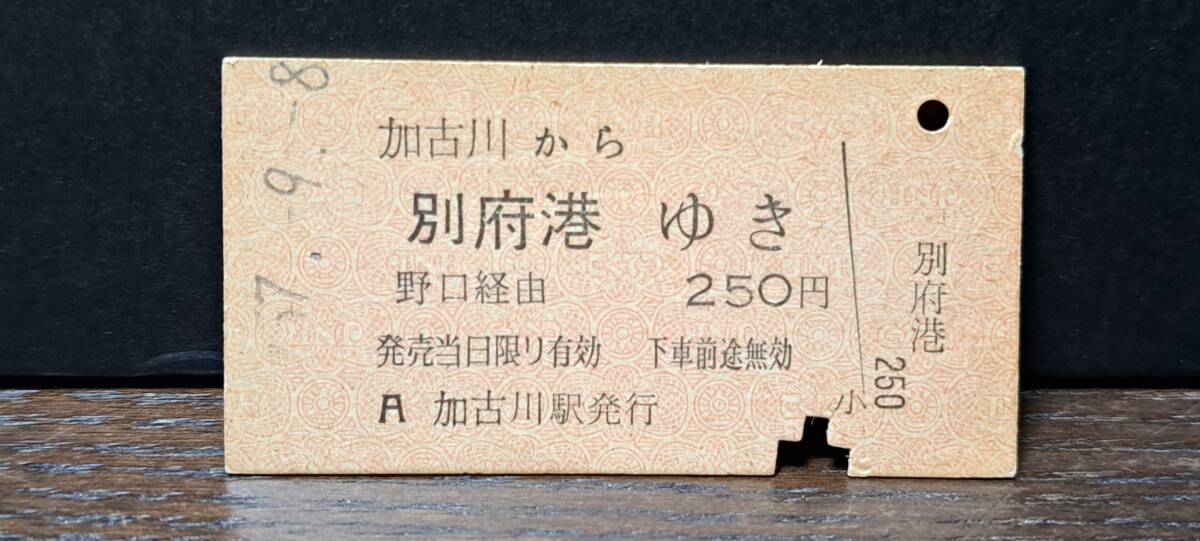 57.-9.-8
加古川から
別府港 ゆき
野口経由 250円
発売当日限り有効 下車前途無効
A 加古川駅発行
小
別府港
250